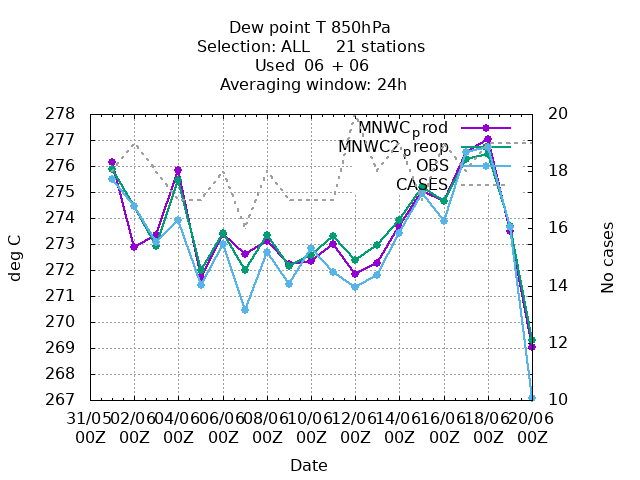 Dew point T 850hPa
Selection: ALL 21 stations
Used 06 + 06
Averaging window: 24h
278
277
276
275
274
273
272
271
270
269
268
267
deg C
20
18
16
14
12
10
No cases
MNWCprod
MNWC2preop
OBS
CASES
31/05 02/06 04/06 06/06 08/06 10/06 12/06 14/06 16/06 18/06 20/06
00Z 00Z 00Z 00Z 00Z 00Z 00Z 00Z 00Z 00Z 00Z
Date